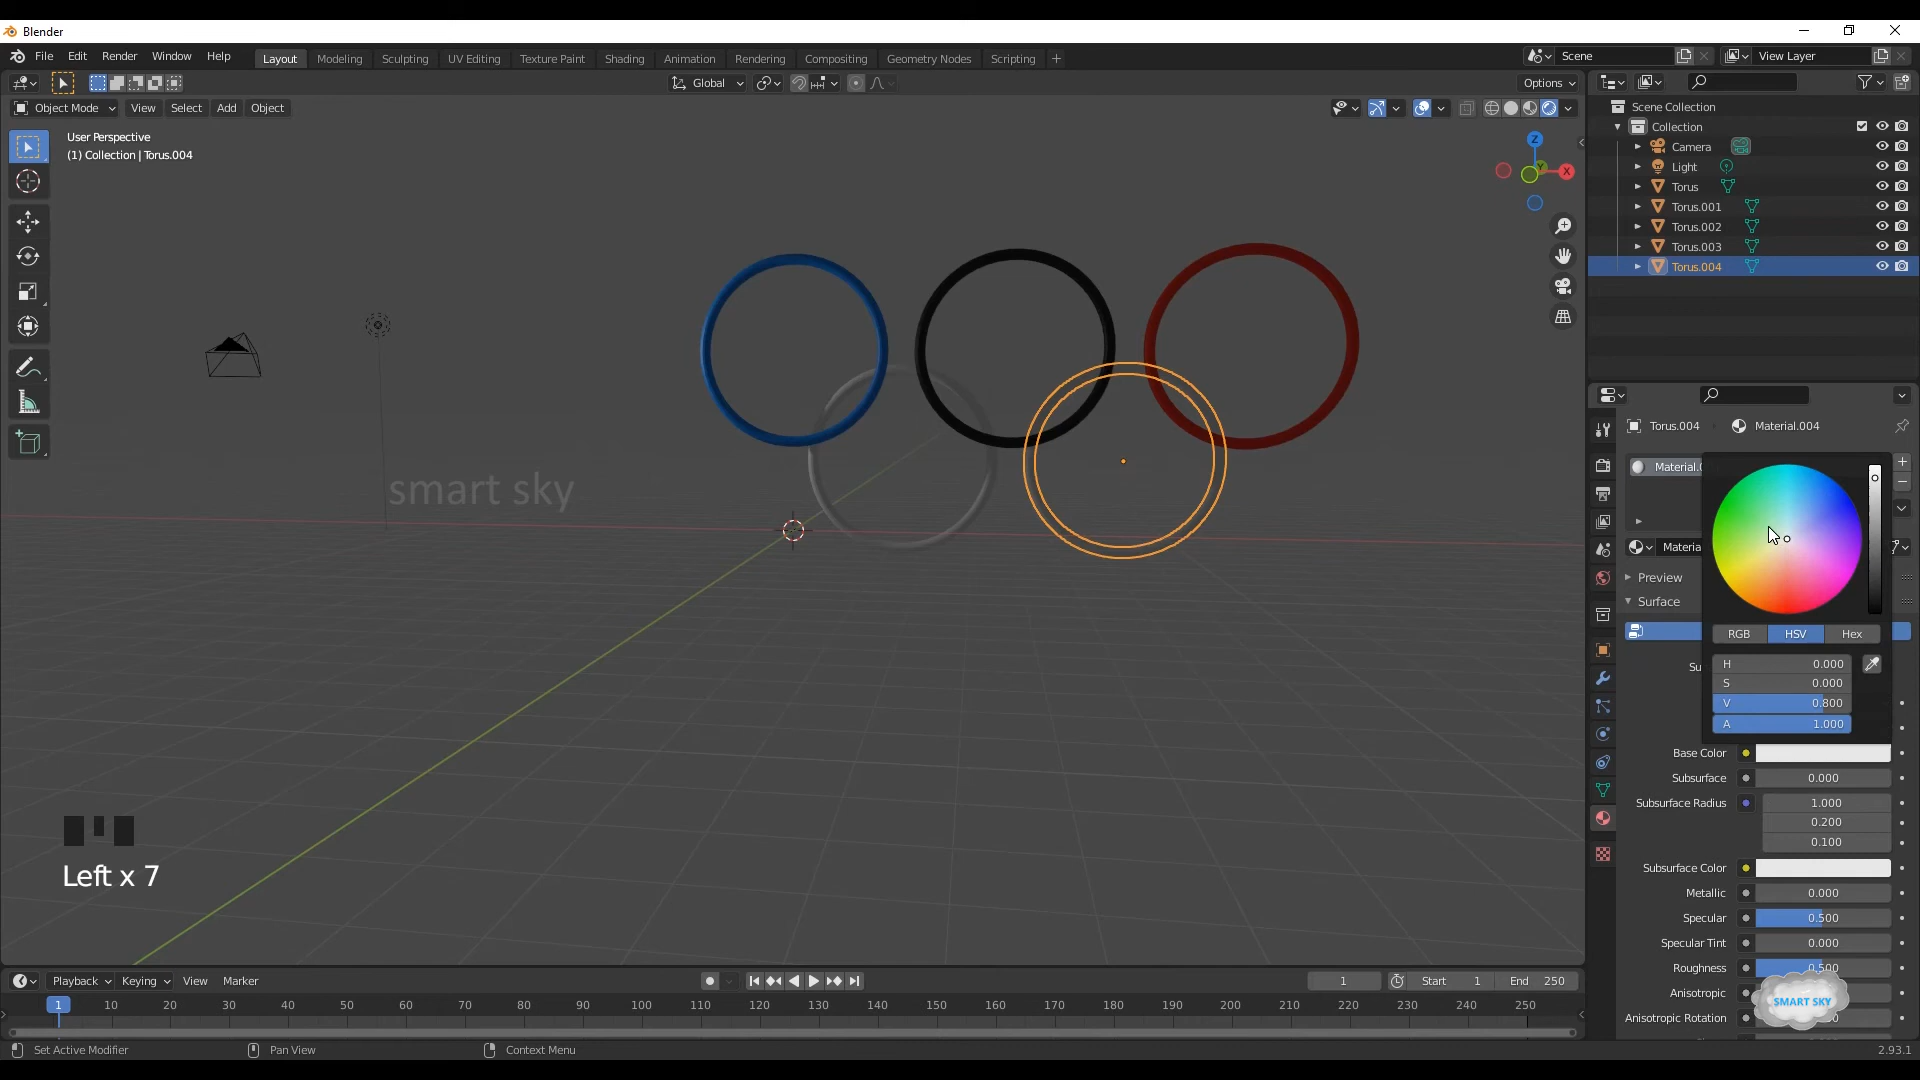 Blender
File Edit Render Window Help
Layout Modeling Sculpting UV Editing Texture Paint Shading Animation Rendering Compositing Geometry Nodes Scripting +
Scene
View Layer
Global
Options
Object Mode View Select Add Object
User Perspective
(1) Collection | Torus.004
Z
Y
X
Scene Collection
Collection
Camera
Light
Torus
Torus.001
Torus.002
Torus.003
Torus.004
Torus.004 Material.004
Material.0
Materia
Preview
Surface
RGB HSV Hex
Su
H 0.000
S 0.000
V 0.800
A 1.000
Base Color
Subsurface 0.000
Subsurface Radius 1.000
0.200
0.100
Subsurface Color
Metallic 0.000
Specular 0.500
Specular Tint 0.000
Roughness 0.500
Anisotropic
Anisotropic Rotation
SMART SKY
smart sky
Left x 7
Playback Keying View Marker
1
Start 1
End 250
1 10 20 30 40 50 60 70 80 90 100 110 120 130 140 150 160 170 180 190 200 210 220 230 240 250
Set Active Modifier Pan View Context Menu
2.93.1